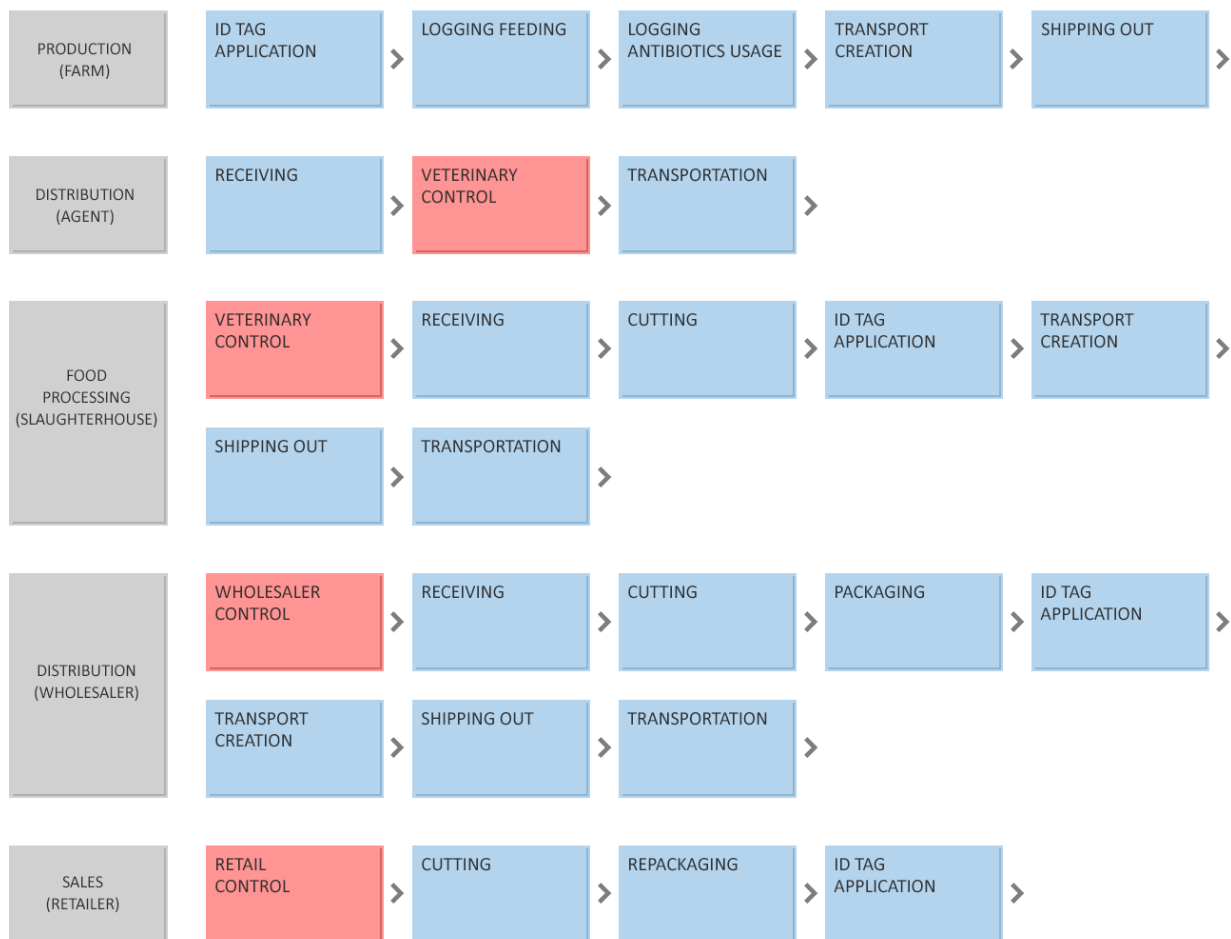 PRODUCTION
(FARM)
ID TAG
APPLICATION
LOGGING FEEDING
LOGGING
ANTIBIOTICS USAGE
TRANSPORT
CREATION
SHIPPING OUT
DISTRIBUTION
(AGENT)
RECEIVING
VETERINARY
CONTROL
TRANSPORTATION
FOOD
PROCESSING
(SLAUGHTERHOUSE)
VETERINARY
CONTROL
RECEIVING
CUTTING
ID TAG
APPLICATION
TRANSPORT
CREATION
SHIPPING OUT
TRANSPORTATION
DISTRIBUTION
(WHOLESALER)
WHOLESALER
CONTROL
RECEIVING
CUTTING
PACKAGING
ID TAG
APPLICATION
TRANSPORT
CREATION
SHIPPING OUT
TRANSPORTATION
SALES
(RETAILER)
RETAIL
CONTROL
CUTTING
REPACKAGING
ID TAG
APPLICATION